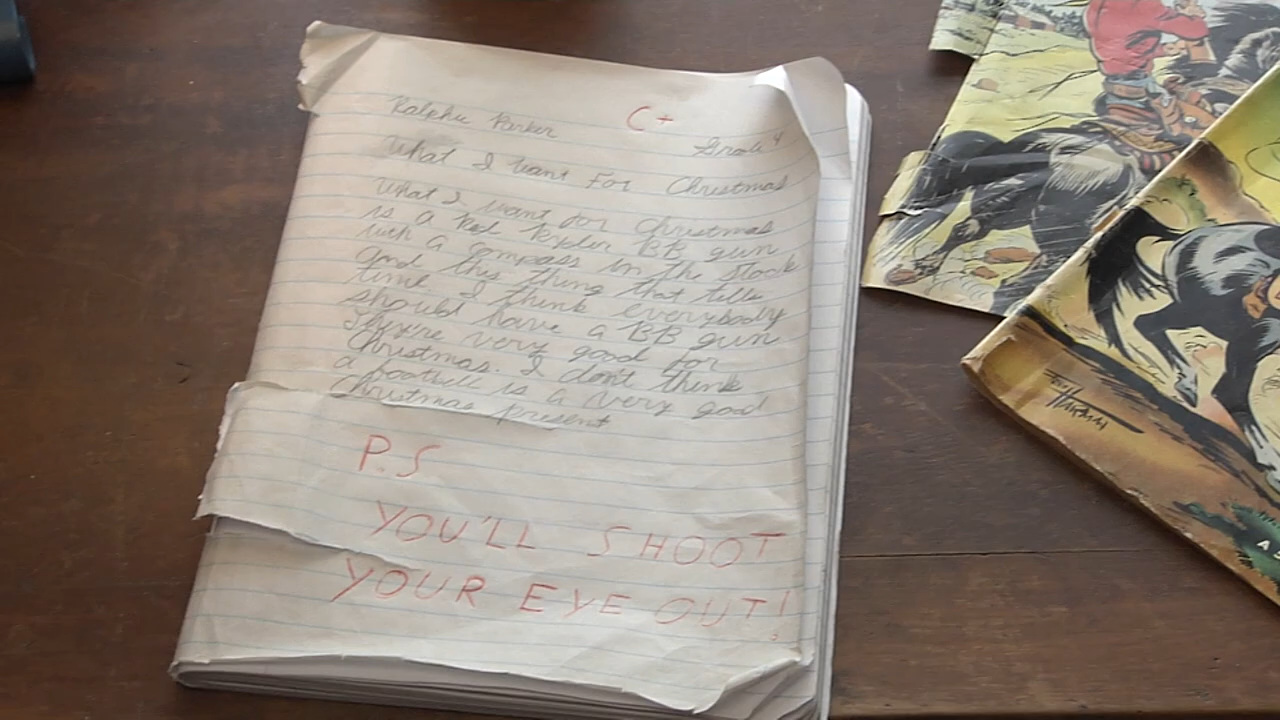 Ralphie Parker
C+
Grade 4
What I want For Christmas
What I want for Christmas
is a Red Ryder BB gun
with a compass in the stock
and this thing that tells
time. I think everybody
should have a BB gun
They're very good for
Christmas. I don't think
a football is a very good
Christmas present
P.S
YOU'LL SHOOT
YOUR EYE OUT!